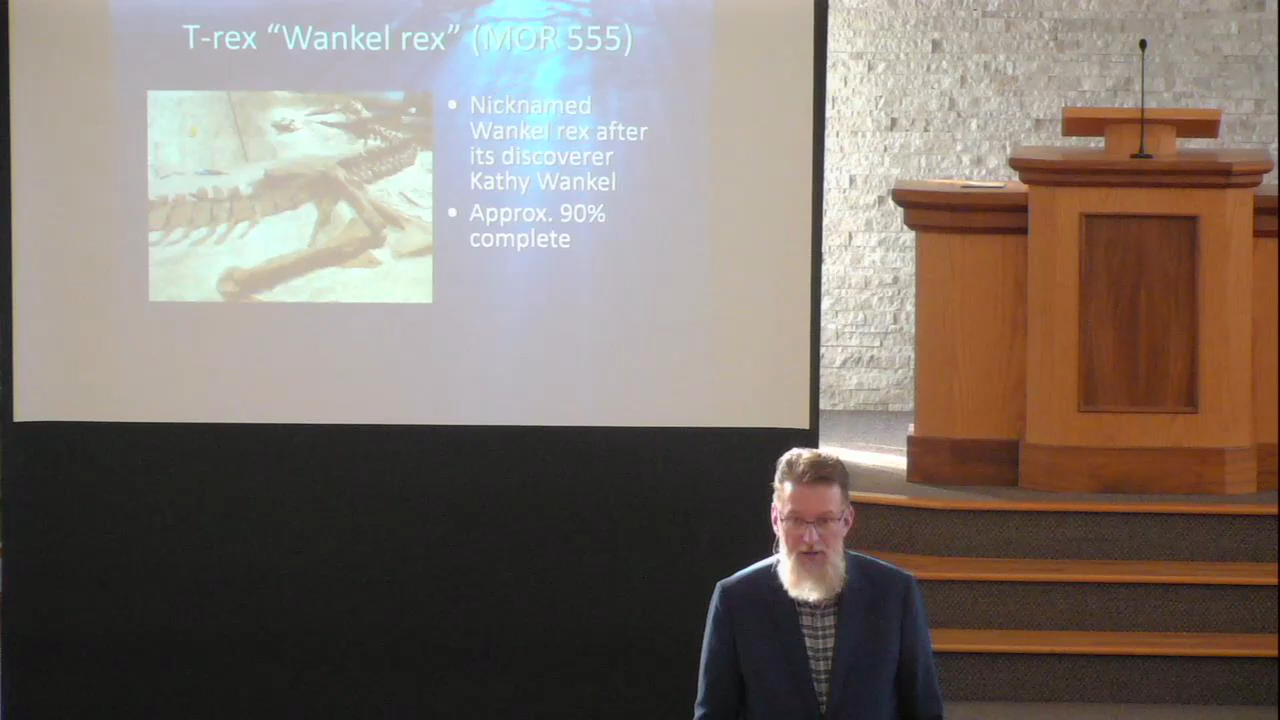 T-rex “Wankel rex” (MOR 555)
• Nicknamed
Wankel rex after
its discoverer
Kathy Wankel
• Approx. 90%
complete